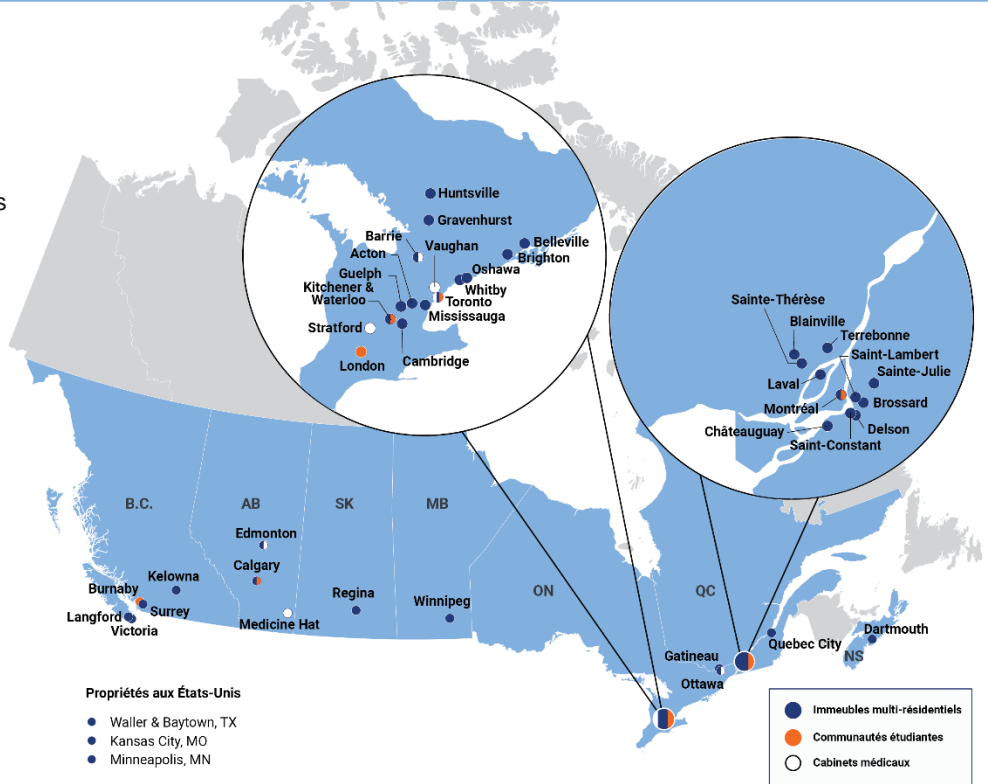 s
Huntsville
Gravenhurst
Barrie
Vaughan
Belleville
Acton
Brighton
Guelph
Oshawa
Kitchener &
Waterloo
Whitby
Toronto
Mississauga
Stratford
London
Cambridge
Sainte-Thérèse
Blainville
Terrebonne
Saint-Lambert
Sainte-Julie
Laval
Montréal
Brossard
Châteauguay
Delson
Saint-Constant
B.C.
AB
SK
MB
ON
QC
NS
Edmonton
Calgary
Kelowna
Burnaby
Surrey
Langford
Victoria
Medicine Hat
Regina
Winnipeg
Gatineau
Ottawa
Quebec City
Dartmouth
Propriétés aux États-Unis
Waller & Baytown, TX
Kansas City, MO
Minneapolis, MN
Immeubles multi-résidentiels
Communautés étudiantes
Cabinets médicaux